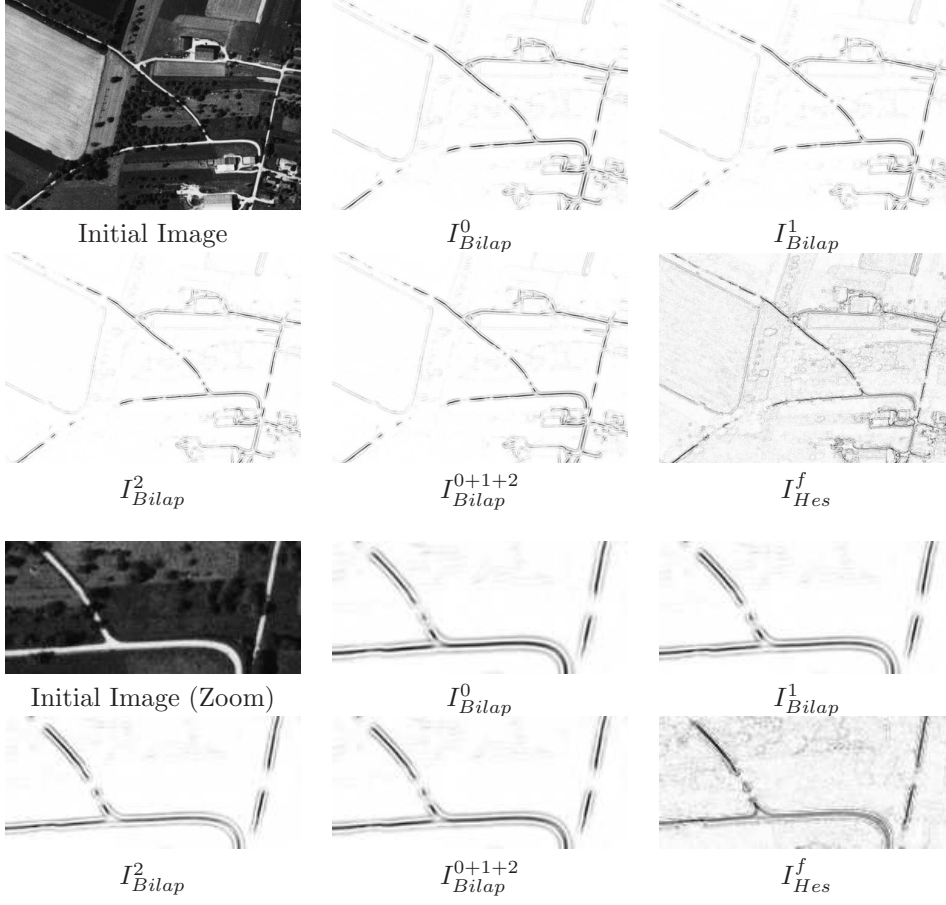 Initial Image I^0_{Bilap} I^1_{Bilap}
I^2_{Bilap} I^{0+1+2}_{Bilap} I^f_{Hes}
Initial Image (Zoom) I^0_{Bilap} I^1_{Bilap}
I^2_{Bilap} I^{0+1+2}_{Bilap} I^f_{Hes}